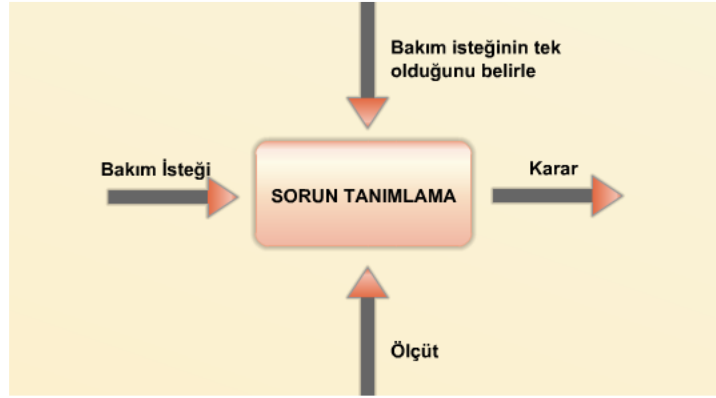 Bakım isteğinin tek
olduğunu belirle
Bakım İsteği
SORUN TANIMLAMA
Karar
Ölçüt